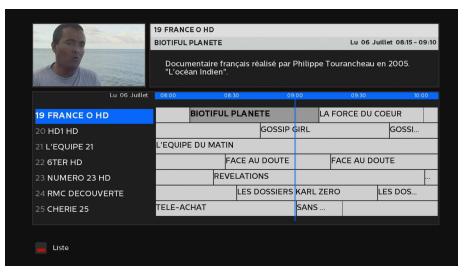 19 FRANCE O HD
BIOTIFUL PLANETE Lu 06 Juillet 08:15 - 09:10
Documentaire français réalisé par Philippe Tourancheau en 2005.
"L'océan Indien".
Lu 06 Juillet 08:00 08:30 09:00 09:30 10:00
19 FRANCE O HD BIOTIFUL PLANETE LA FORCE DU COEUR
20 HD1 HD GOSSIP GIRL GOSSI...
21 L'EQUIPE 21 L'EQUIPE DU MATIN
22 6TER HD FACE AU DOUTE FACE AU DOUTE
23 NUMERO 23 HD REVELATIONS ...
24 RMC DECOUVERTE LES DOSSIERS KARL ZERO LES DOS...
25 CHERIE 25 TELE-ACHAT SANS ...
Liste